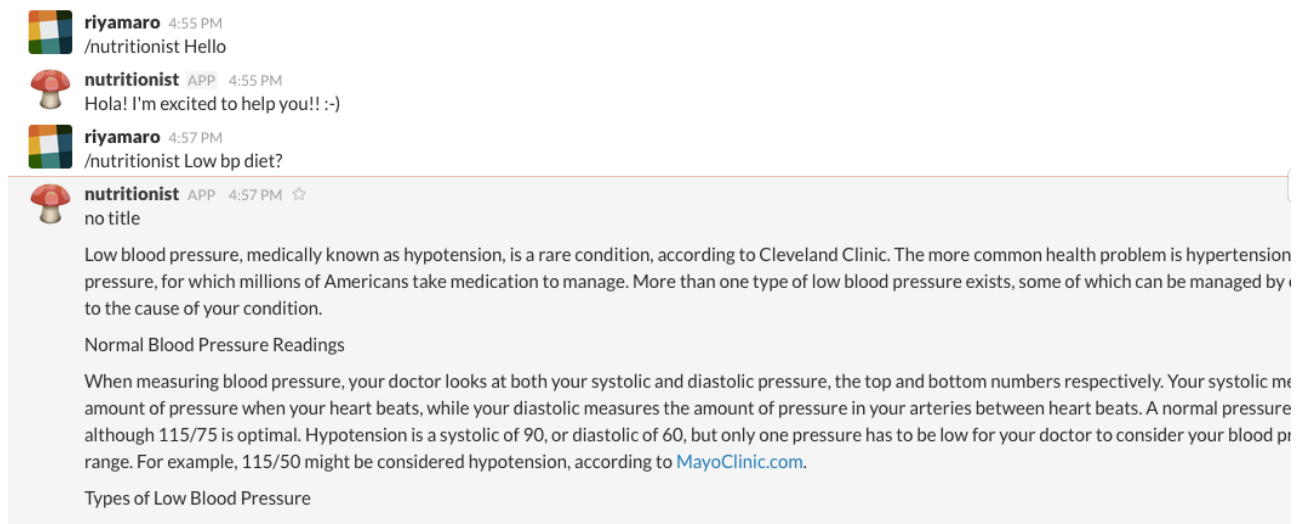 riyamaro 4:55 PM
/nutritionist Hello
nutritionist APP 4:55 PM
Hola! I'm excited to help you!! :-)
riyamaro 4:57 PM
/nutritionist Low bp diet?
nutritionist APP 4:57 PM
no title
Low blood pressure, medically known as hypotension, is a rare condition, according to Cleveland Clinic. The more common health problem is hypertension
pressure, for which millions of Americans take medication to manage. More than one type of low blood pressure exists, some of which can be managed by
to the cause of your condition.
Normal Blood Pressure Readings
When measuring blood pressure, your doctor looks at both your systolic and diastolic pressure, the top and bottom numbers respectively. Your systolic
amount of pressure when your heart beats, while your diastolic measures the amount of pressure in your arteries between heart beats. A normal pressure
although 115/75 is optimal. Hypotension is a systolic of 90, or diastolic of 60, but only one pressure has to be low for your doctor to consider your blood
range. For example, 115/50 might be considered hypotension, according to MayoClinic.com.
Types of Low Blood Pressure